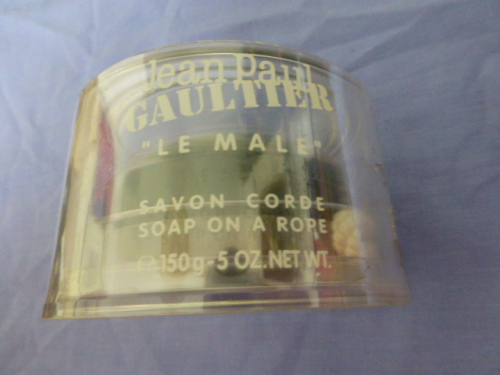 Jean Paul
GAULTIER
"LE MALE"
SAVON CORDE
SOAP ON A ROPE
℮ 150g-5 OZ.NET WT.